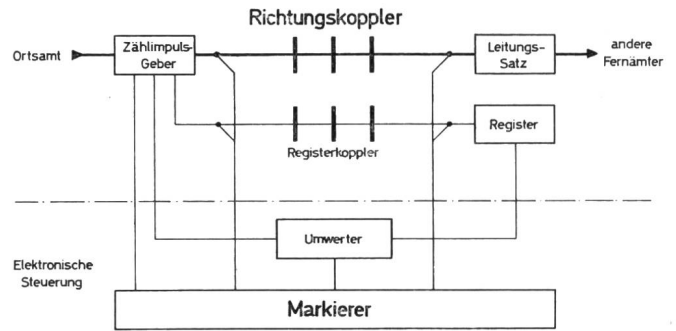 Richtungskoppler
Ortsamt
Zählimpuls-
Geber
Leitungs-
Satz
andere
Fernämter
Register
Registerkoppler
Umwerter
Elektronische
Steuerung
Markierer